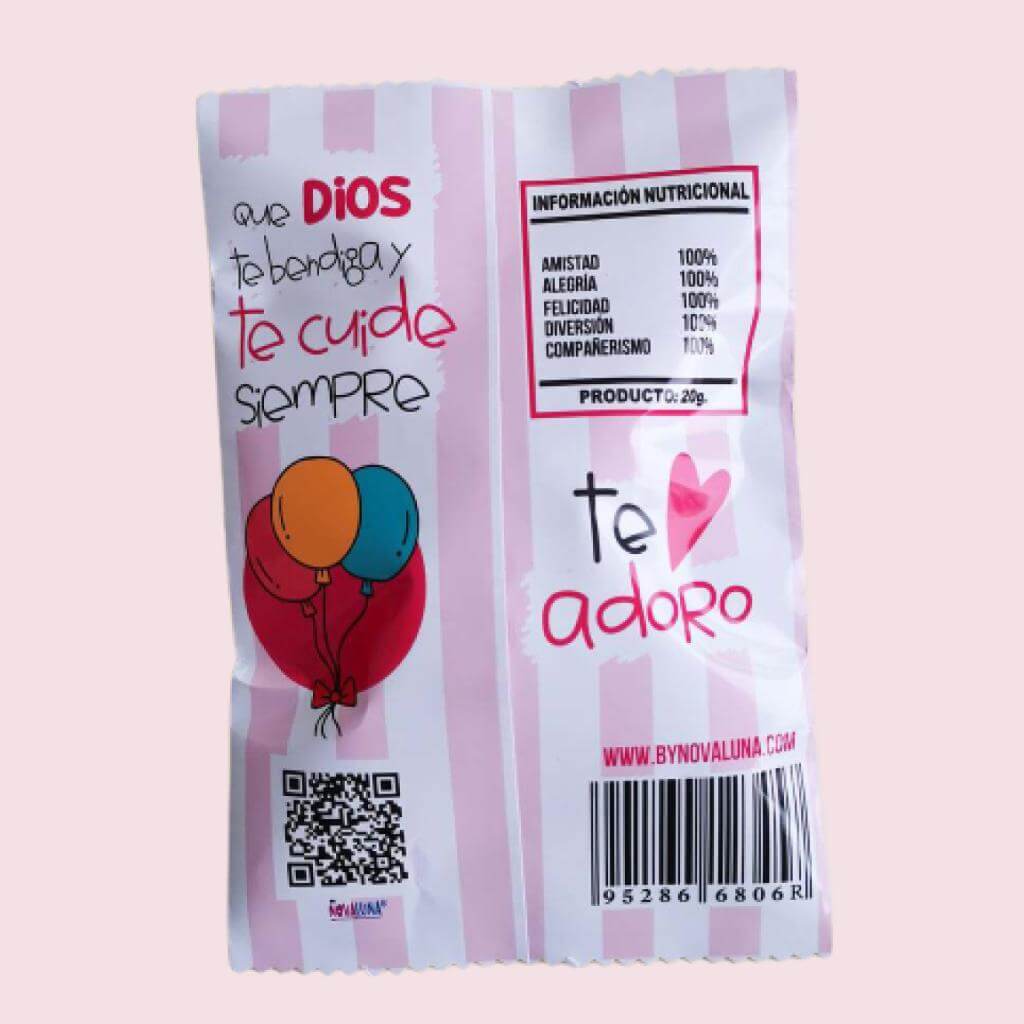 que DiOS
te bendiga y
te cuide
siempre
NOVALUNA®
INFORMACIÓN NUTRICIONAL
AMISTAD 100%
ALEGRÍA 100%
FELICIDAD 100%
DIVERSIÓN 100%
COMPAÑERISMO 100%
PRODUCTO: 20g.
te
adoro
WWW.BYNOVALUNA.COM
95286 6806R